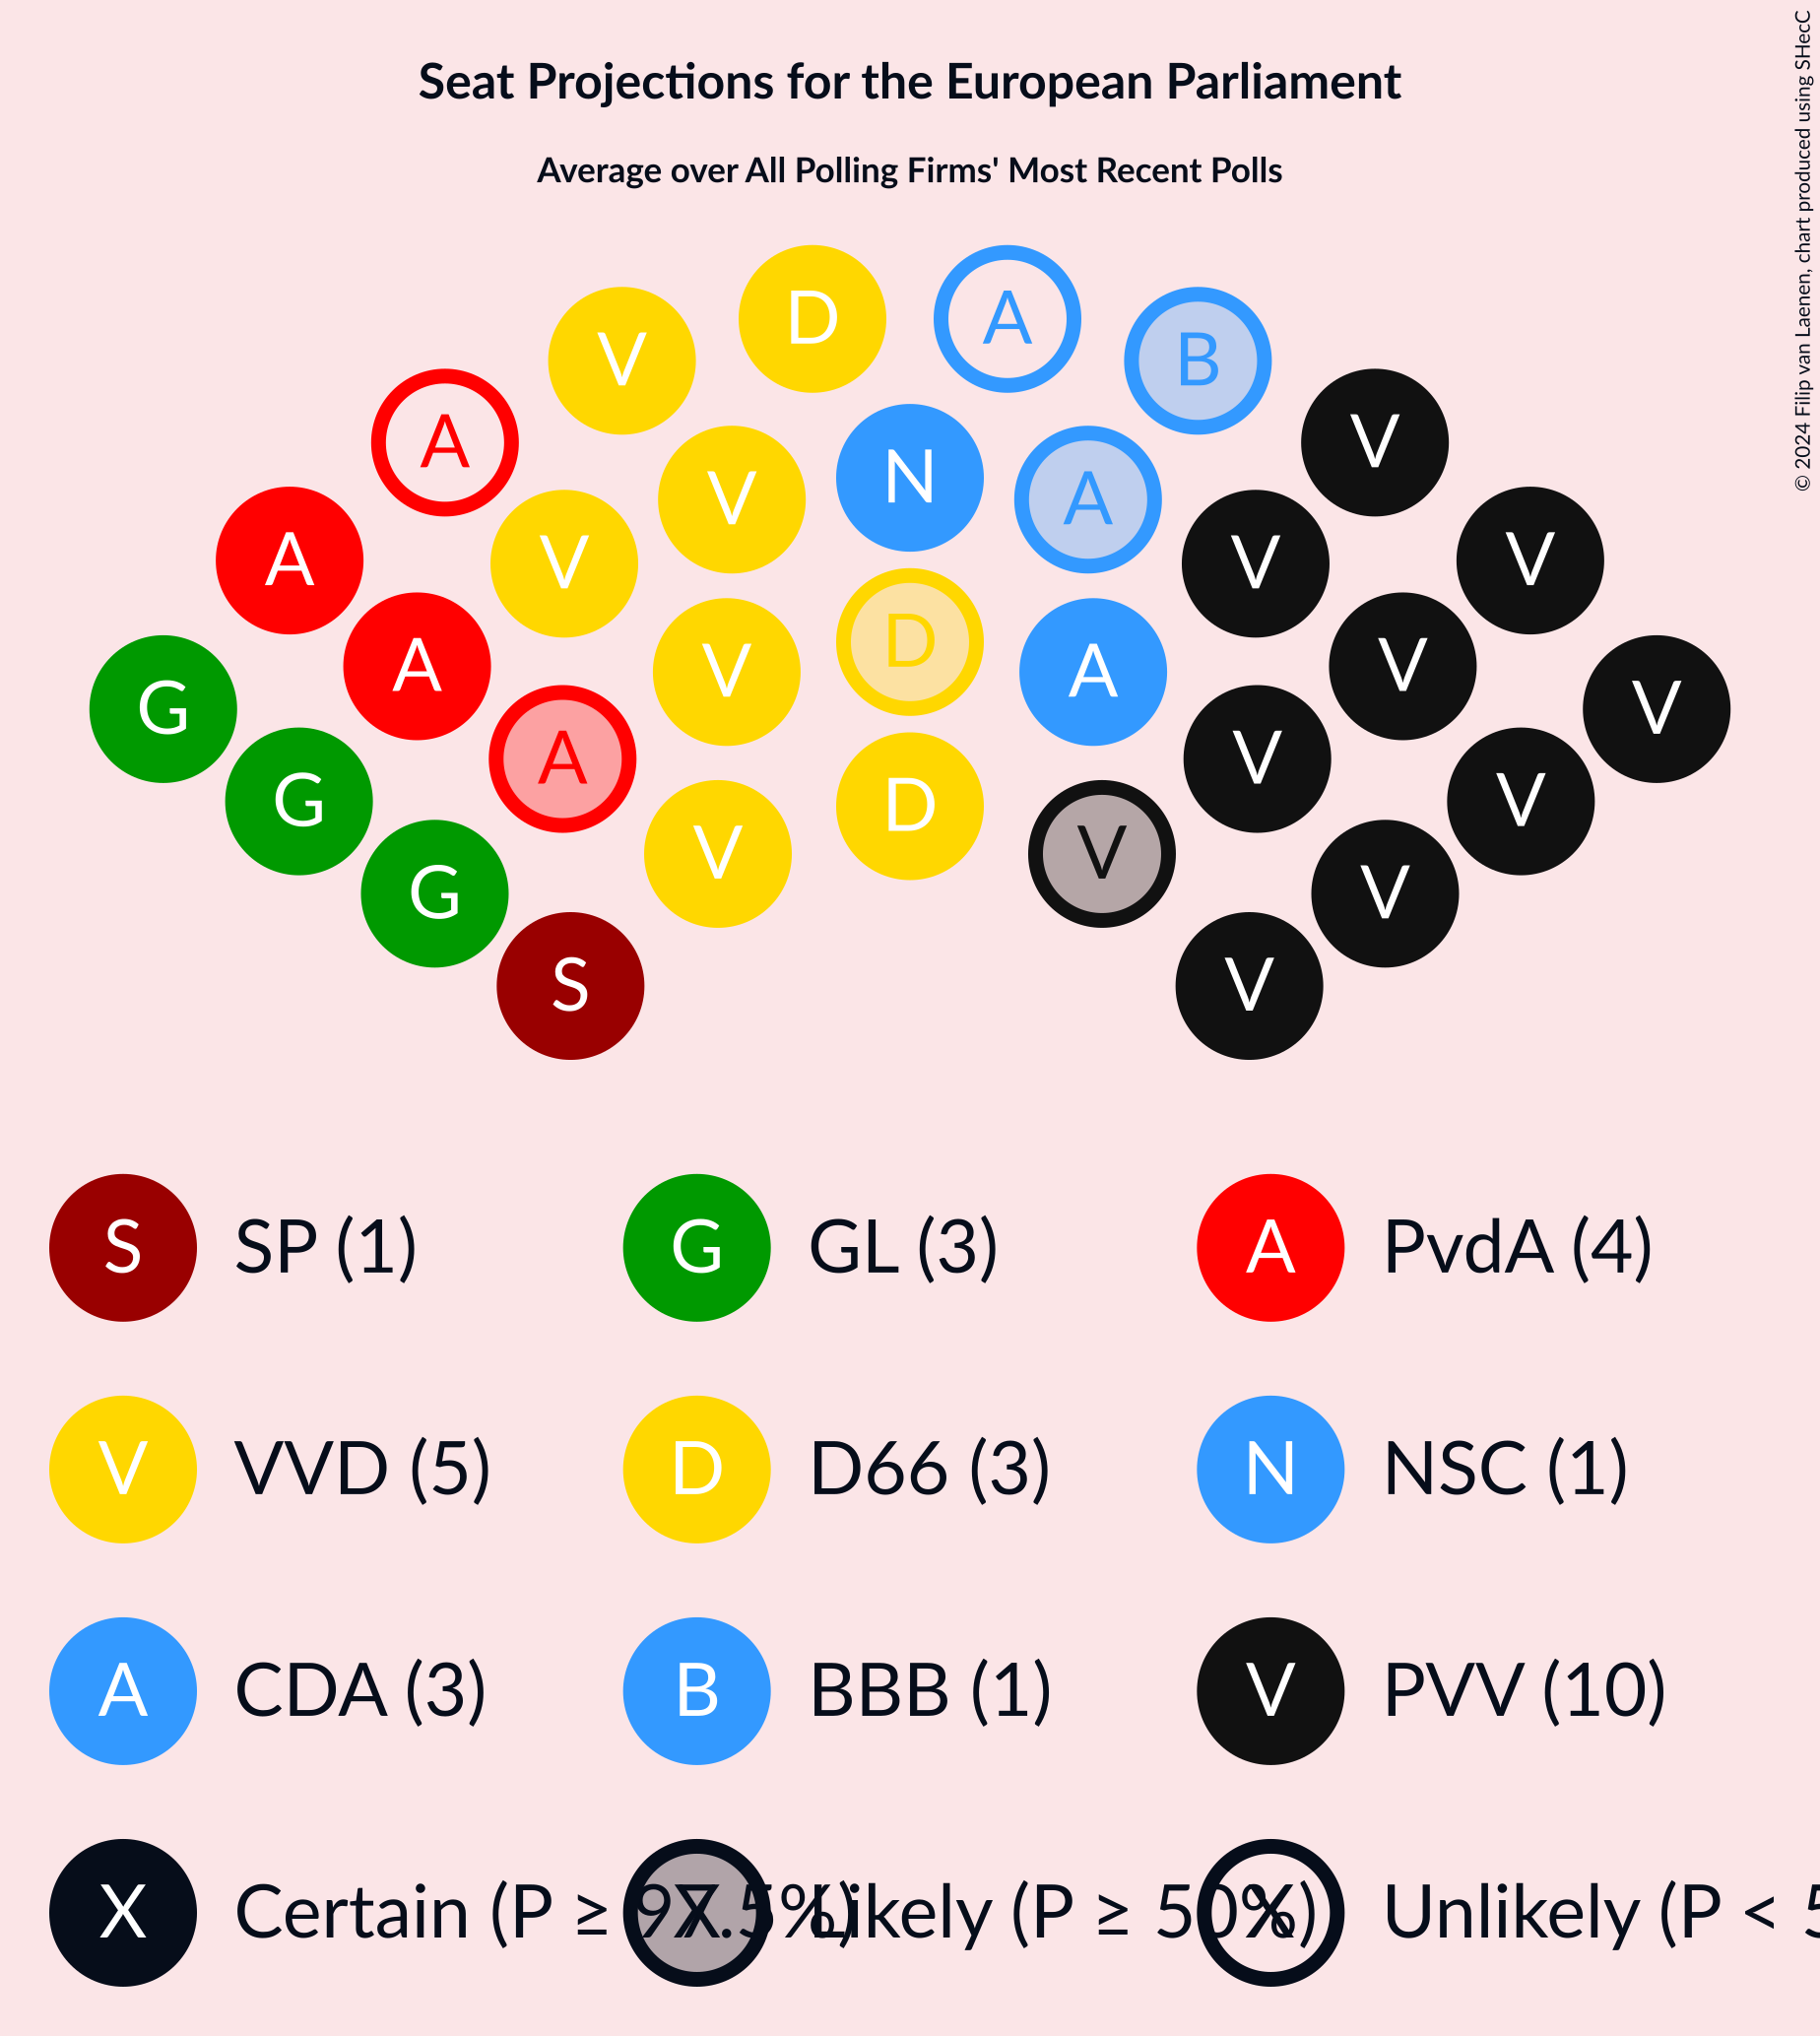 Seat Projections for the European Parliament
Average over All Polling Firms' Most Recent Polls
© 2024 Filip van Laenen, chart produced using SHecC
D A
V B
A V
N
V A
A V V V
A V
D
V A
G V
A V
G D V
V V
G V
S V
S SP (1) G GL (3) A PvdA (4)
V VVD (5) D D66 (3) N NSC (1)
A CDA (3) B BBB (1) V PVV (10)
X Certain (P ≥ 97.5%) X Likely (P ≥ 50%) X Unlikely (P < 5